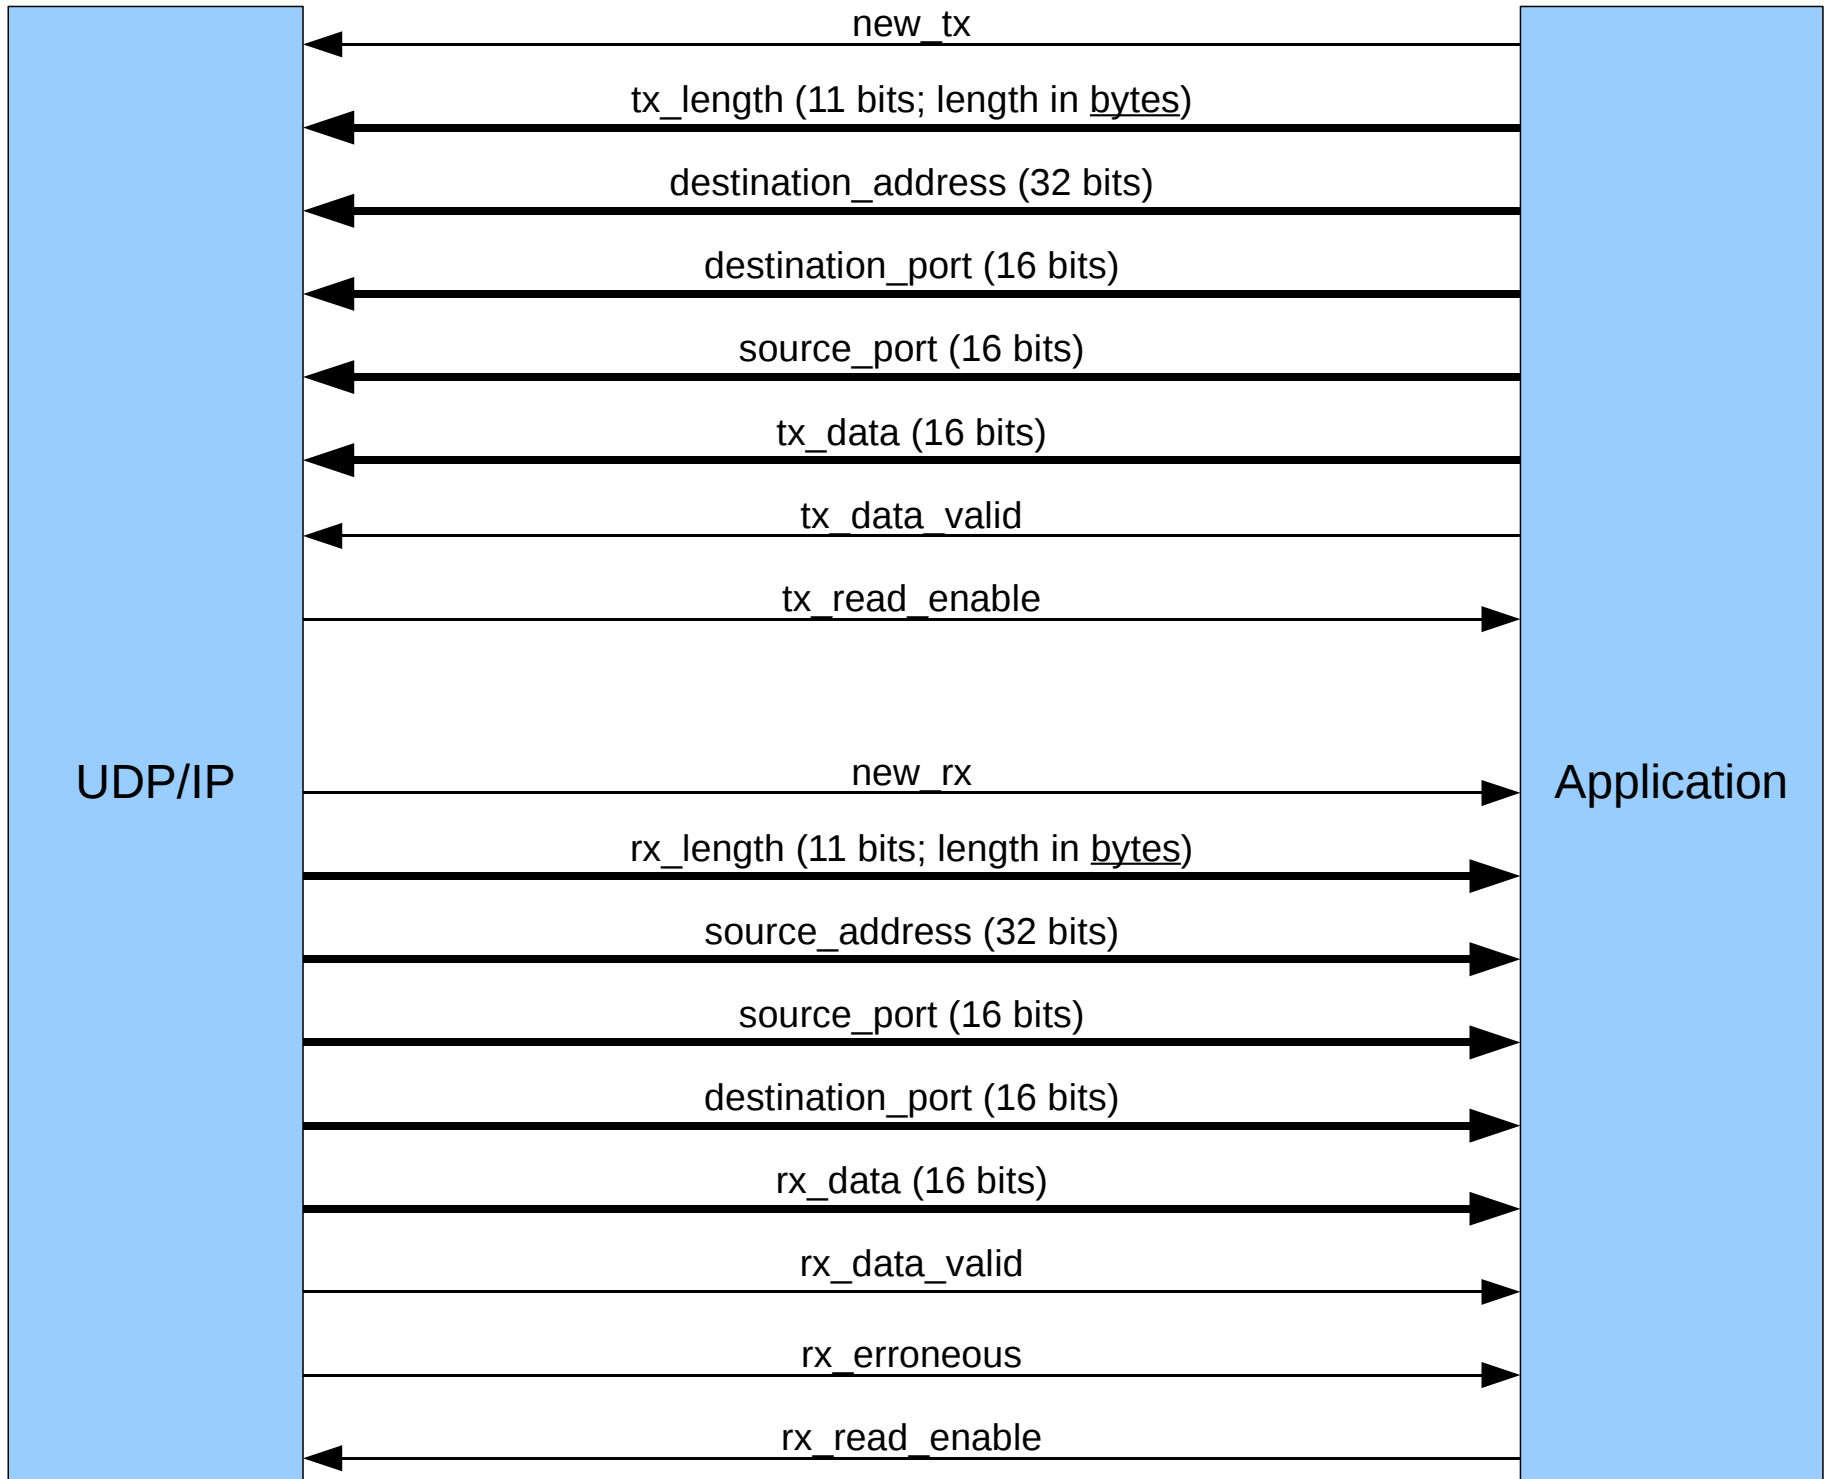 new_tx
tx_length (11 bits; length in bytes)
destination_address (32 bits)
destination_port (16 bits)
source_port (16 bits)
tx_data (16 bits)
tx_data_valid
tx_read_enable
UDP/IP
new_rx
Application
rx_length (11 bits; length in bytes)
source_address (32 bits)
source_port (16 bits)
destination_port (16 bits)
rx_data (16 bits)
rx_data_valid
rx_erroneous
rx_read_enable